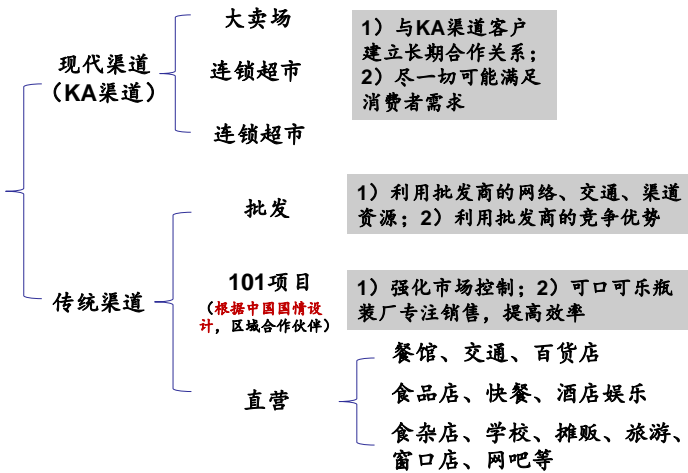 现代渠道
（KA渠道）
大卖场
连锁超市
连锁超市
1）与KA渠道客户
建立长期合作关系；
2）尽一切可能满足
消费者需求
传统渠道
批发
1）利用批发商的网络、交通、渠道
资源；2）利用批发商的竞争优势
101项目
（根据中国国情设
计，区域合作伙伴）
1）强化市场控制；2）可口可乐瓶
装厂专注销售，提高效率
直营
餐馆、交通、百货店
食品店、快餐、酒店娱乐
食杂店、学校、摊贩、旅游、
窗口店、网吧等